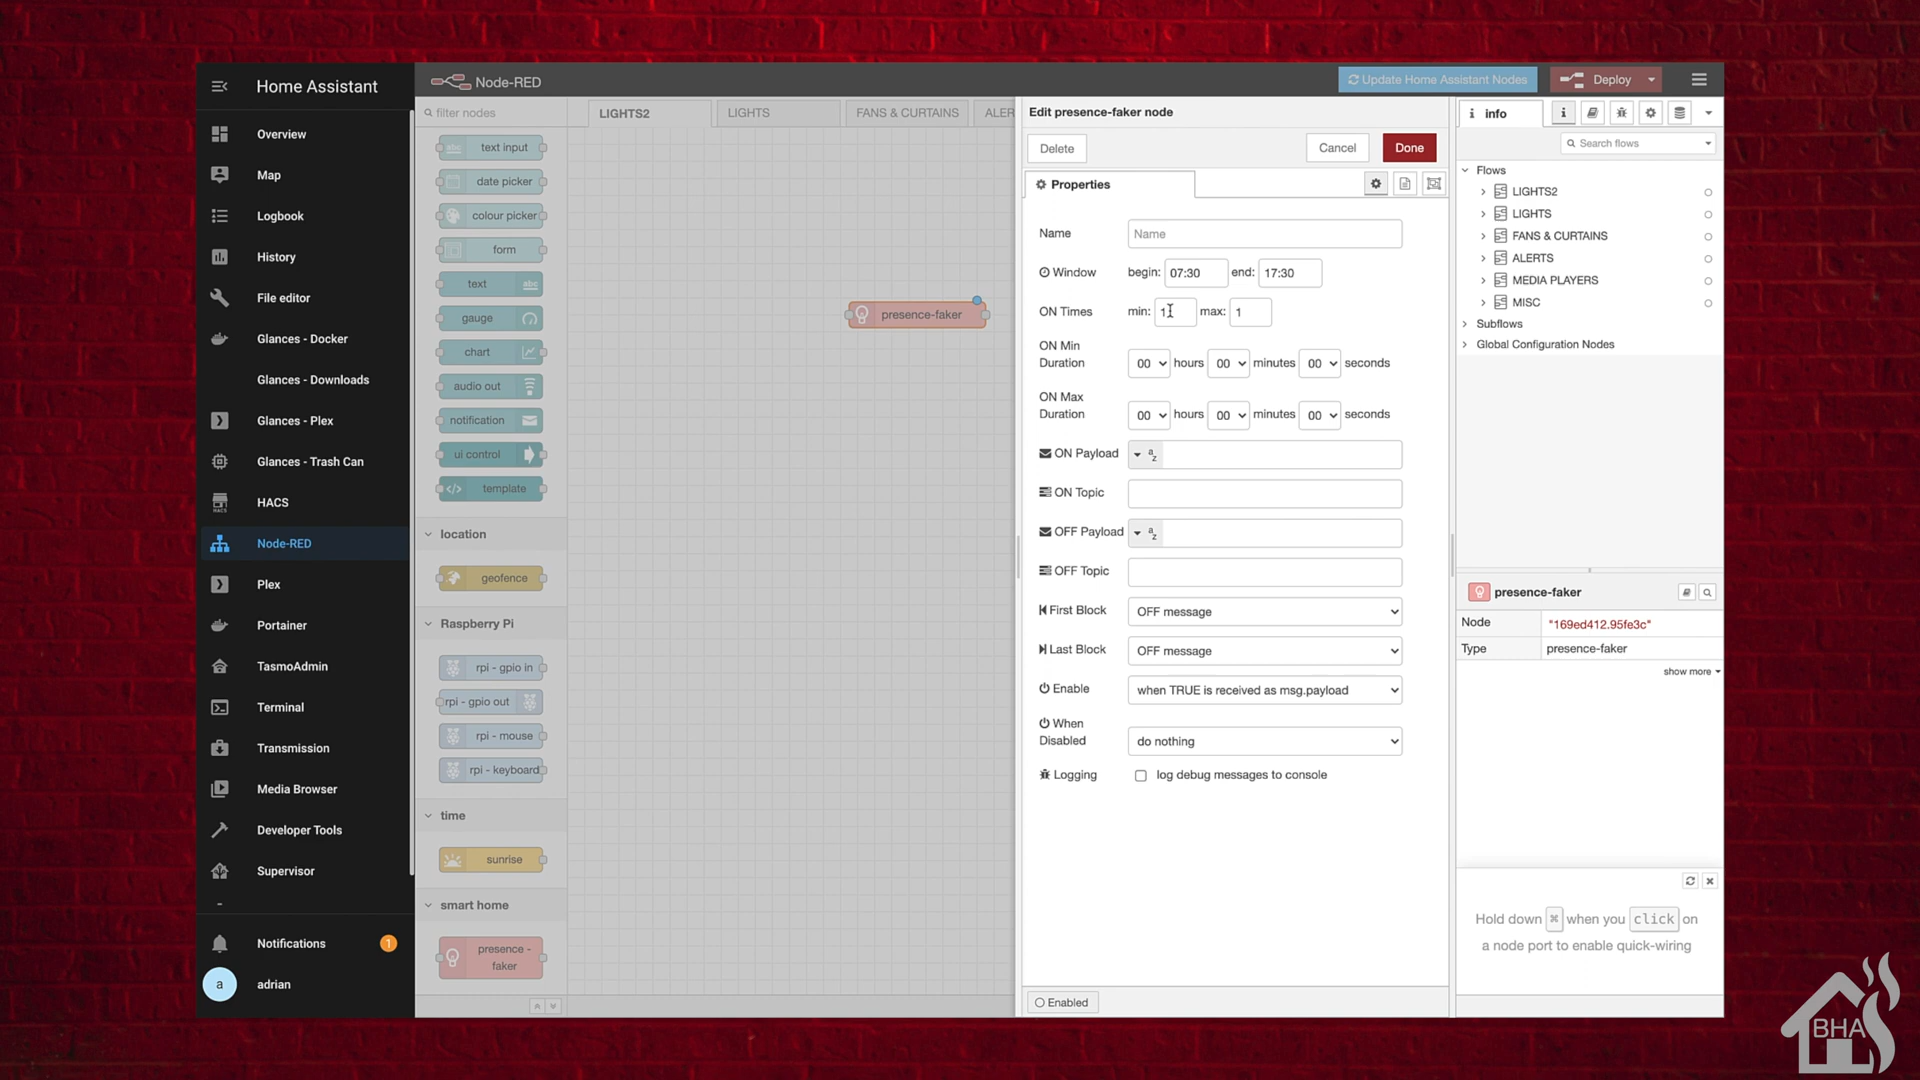 Home Assistant
Overview
Map
Logbook
History
File editor
Glances - Docker
Glances - Downloads
Glances - Plex
Glances - Trash Can
HACS
HACS
Node-RED
Plex
Portainer
TasmoAdmin
Terminal
Transmission
Media Browser
Developer Tools
Supervisor
Notifications 1
a adrian
Node-RED
Update Home Assistant Nodes
Deploy
filter nodes
abc text input
date picker
colour picker
form
text abc
gauge
chart
audio out
notification
ui control
</> template
location
geofence
Raspberry Pi
rpi - gpio in
rpi - gpio out
rpi - mouse
rpi - keyboard
time
sunrise
smart home
presence -
faker
LIGHTS2 LIGHTS FANS & CURTAINS ALER
presence-faker
Edit presence-faker node
Delete Cancel Done
Properties
Name Name
Window begin: 07:30 end: 17:30
ON Times min: 1 max: 1
ON Min
Duration 00 hours 00 minutes 00 seconds
ON Max
Duration 00 hours 00 minutes 00 seconds
ON Payload a z
ON Topic
OFF Payload a z
OFF Topic
First Block OFF message
Last Block OFF message
Enable when TRUE is received as msg.payload
When
Disabled do nothing
Logging log debug messages to console
Enabled
i info i
Search flows
Flows
LIGHTS2
LIGHTS
FANS & CURTAINS
ALERTS
MEDIA PLAYERS
MISC
Subflows
Global Configuration Nodes
presence-faker
Node "169ed412.95fe3c"
Type presence-faker
show more
Hold down ⌘ when you click on
a node port to enable quick-wiring
BHA